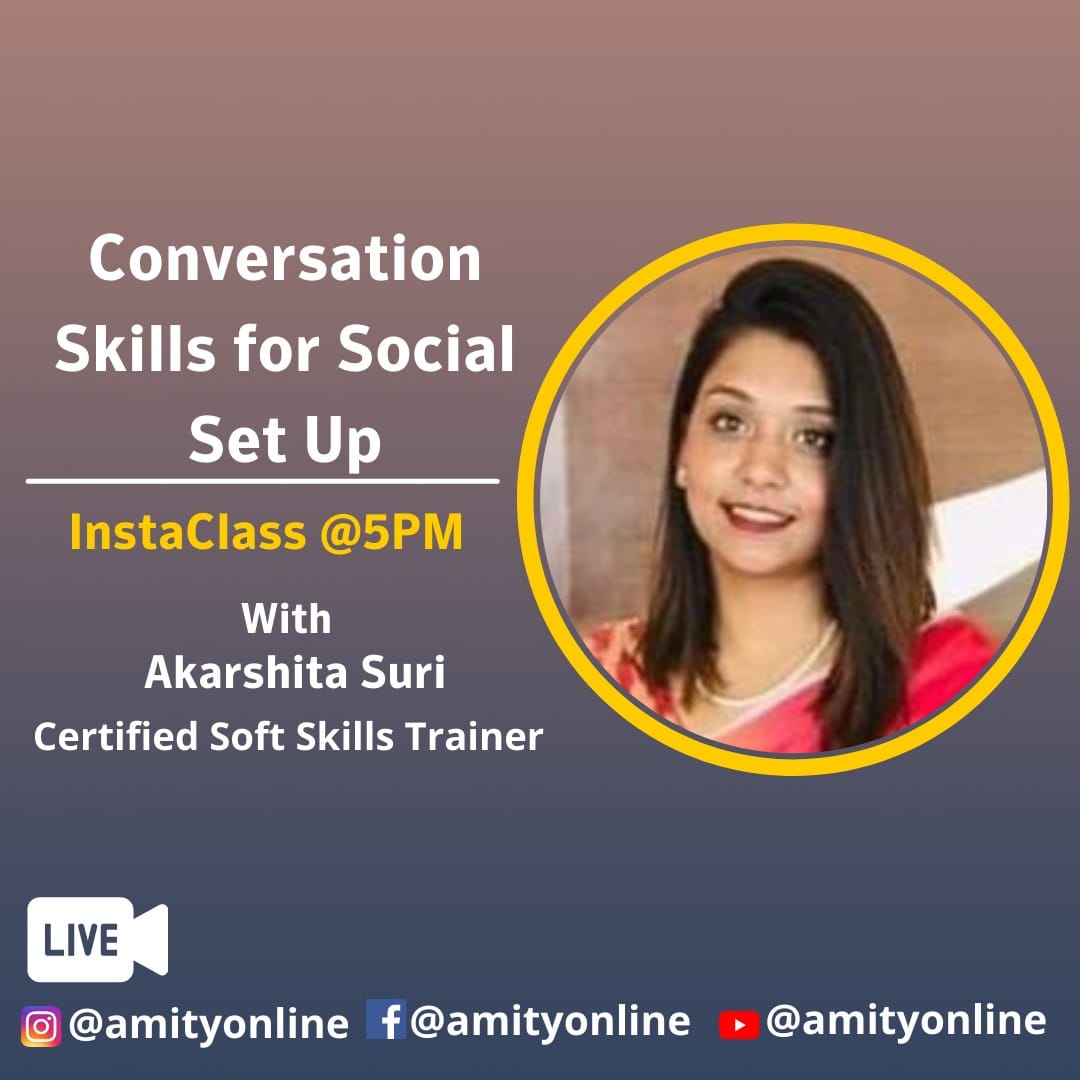 Conversation
Skills for Social
Set Up
InstaClass @5PM
With
Akarshita Suri
Certified Soft Skills Trainer
LIVE
@amityonline @amityonline @amityonline